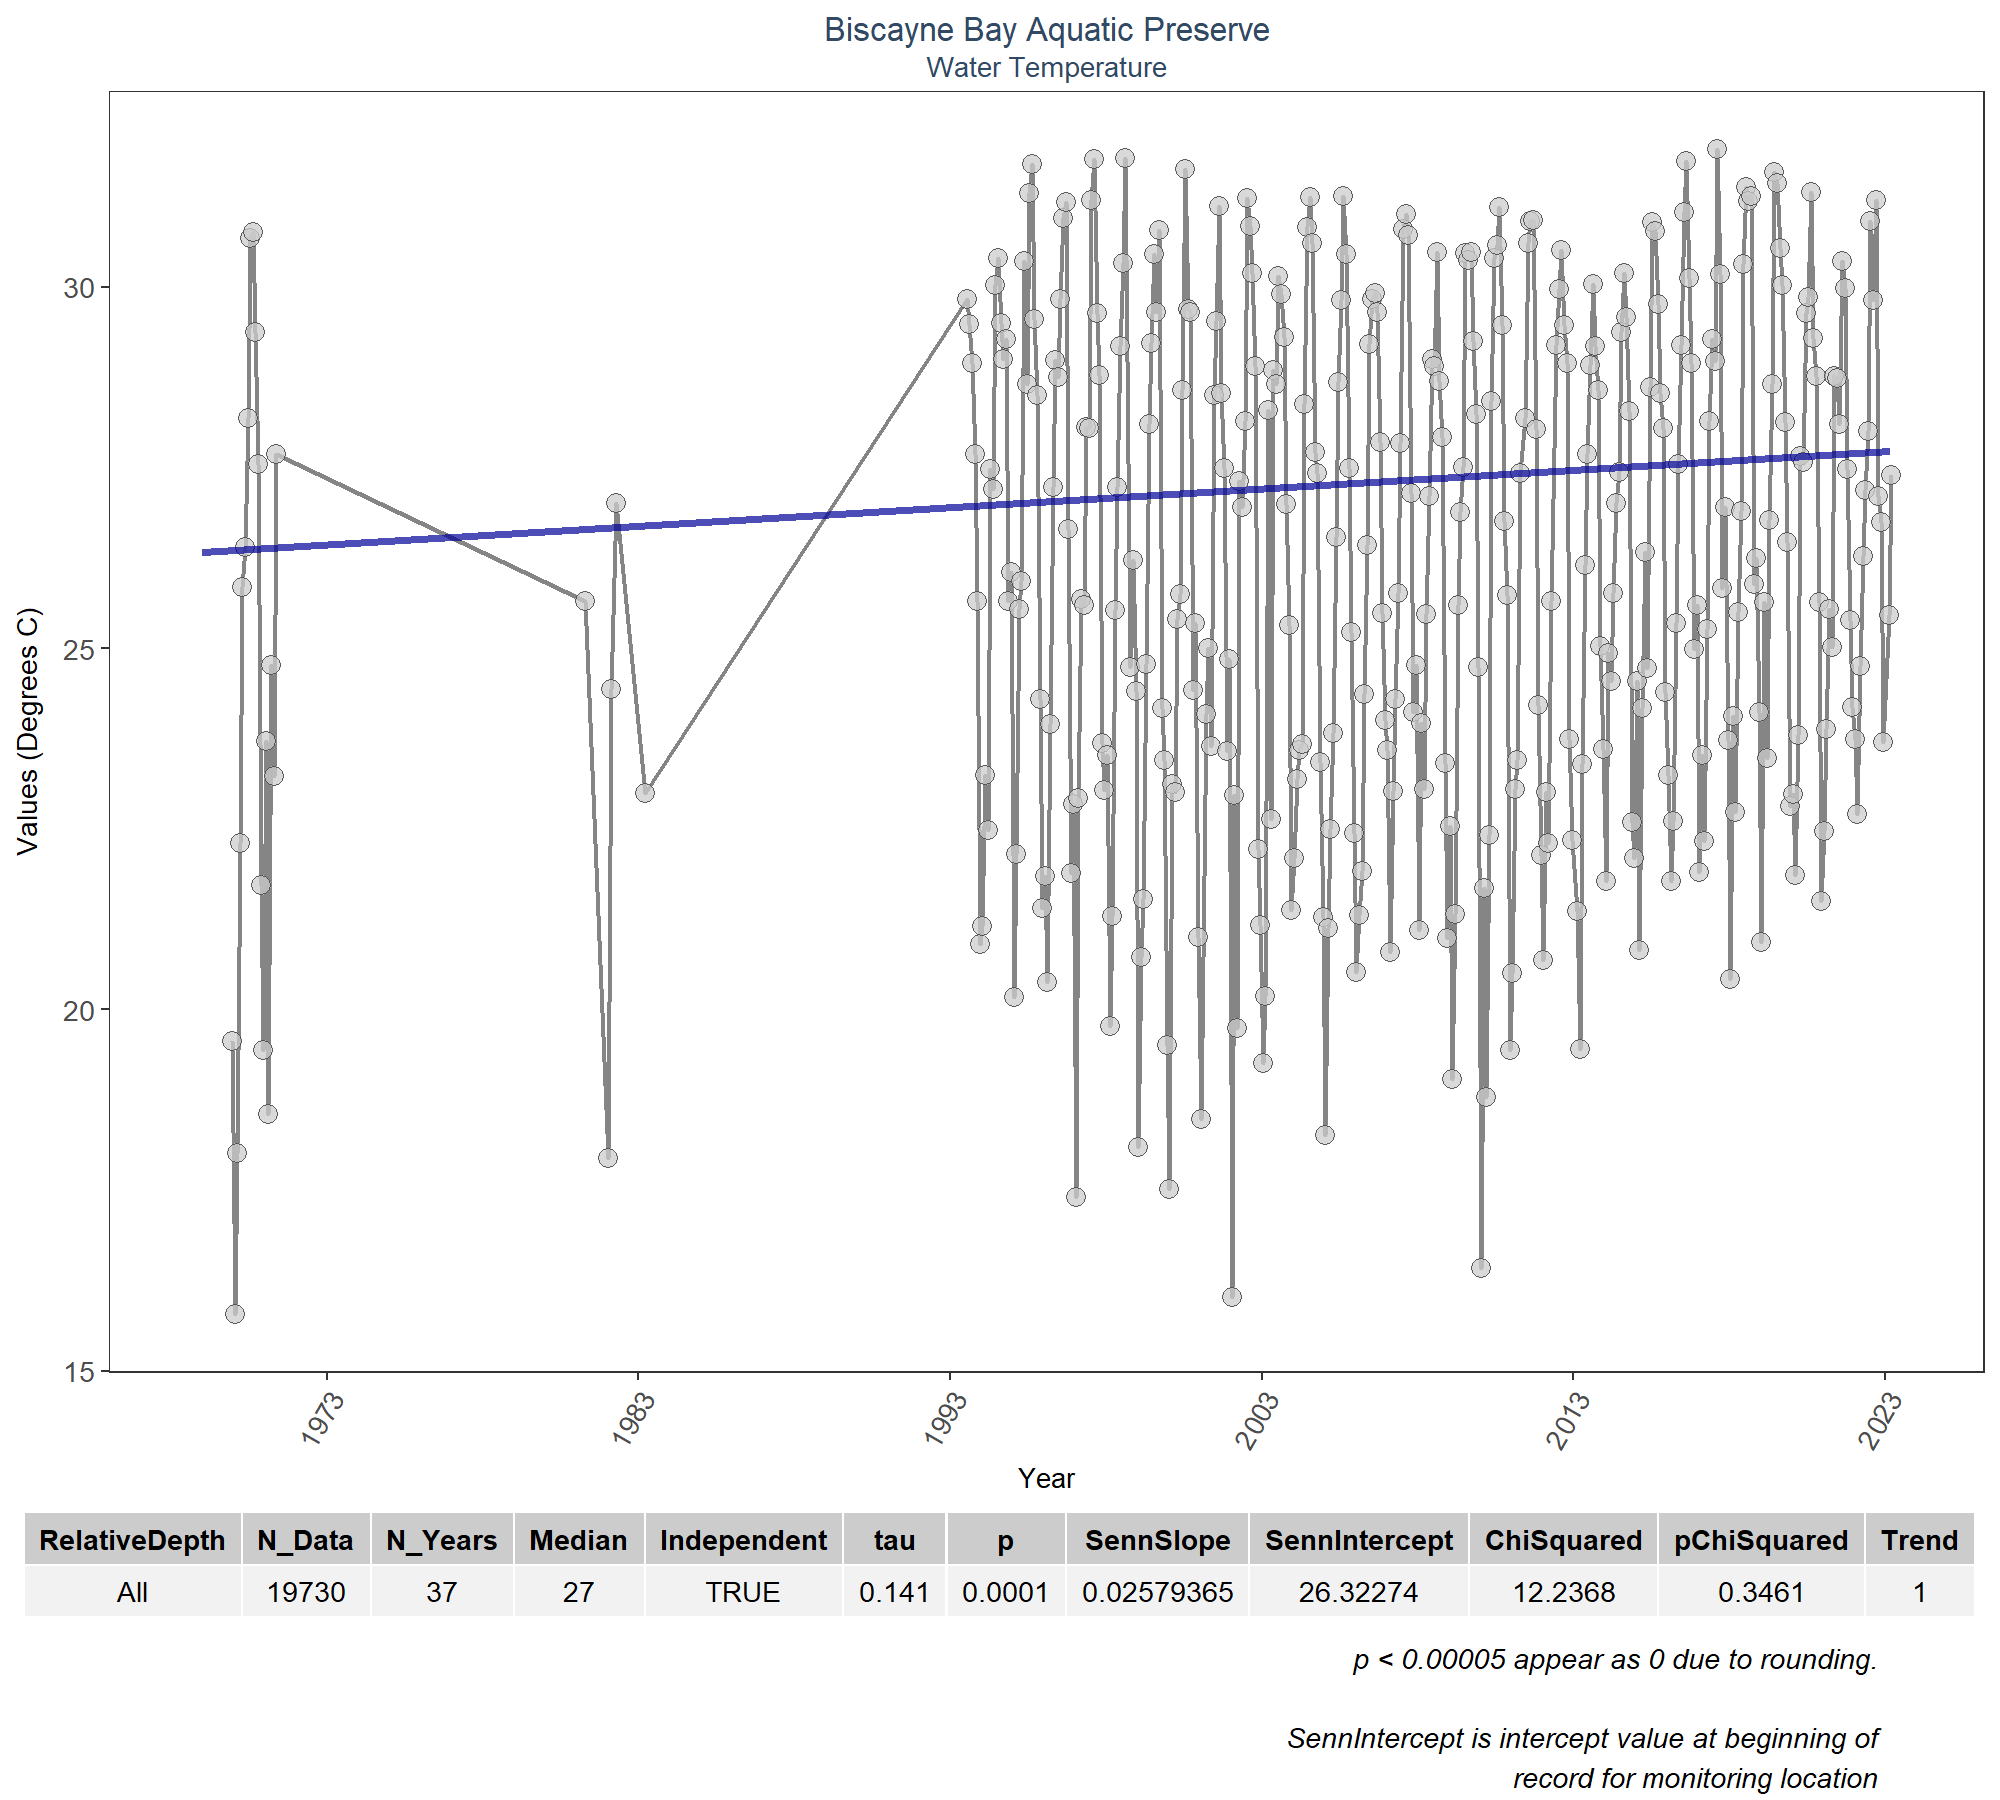 Biscayne Bay Aquatic Preserve
Water Temperature
Values (Degrees C)
30
25
20
15
1973 1983 1993 2003 2013 2023
Year
RelativeDepth N_Data N_Years Median Independent tau p SennSlope SennIntercept ChiSquared pChiSquared Trend
All 19730 37 27 TRUE 0.141 0.0001 0.02579365 26.32274 12.2368 0.3461 1
p < 0.00005 appear as 0 due to rounding.
SennIntercept is intercept value at beginning of
record for monitoring location